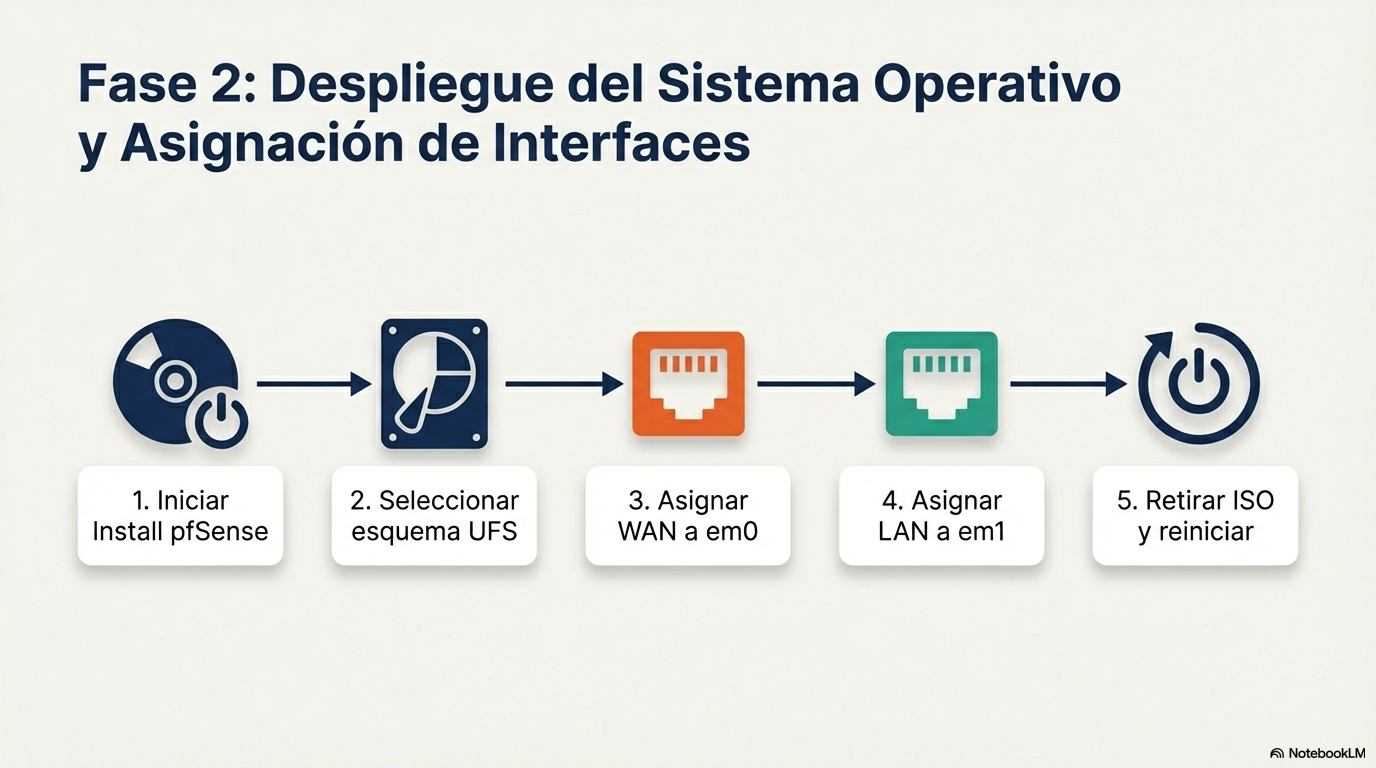 Fase 2: Despliegue del Sistema Operativo
y Asignación de Interfaces
1. Iniciar
Install pfSense
2. Seleccionar
esquema UFS
3. Asignar
WAN a em0
4. Asignar
LAN a em1
5. Retirar ISO
y reiniciar
NotebookLM